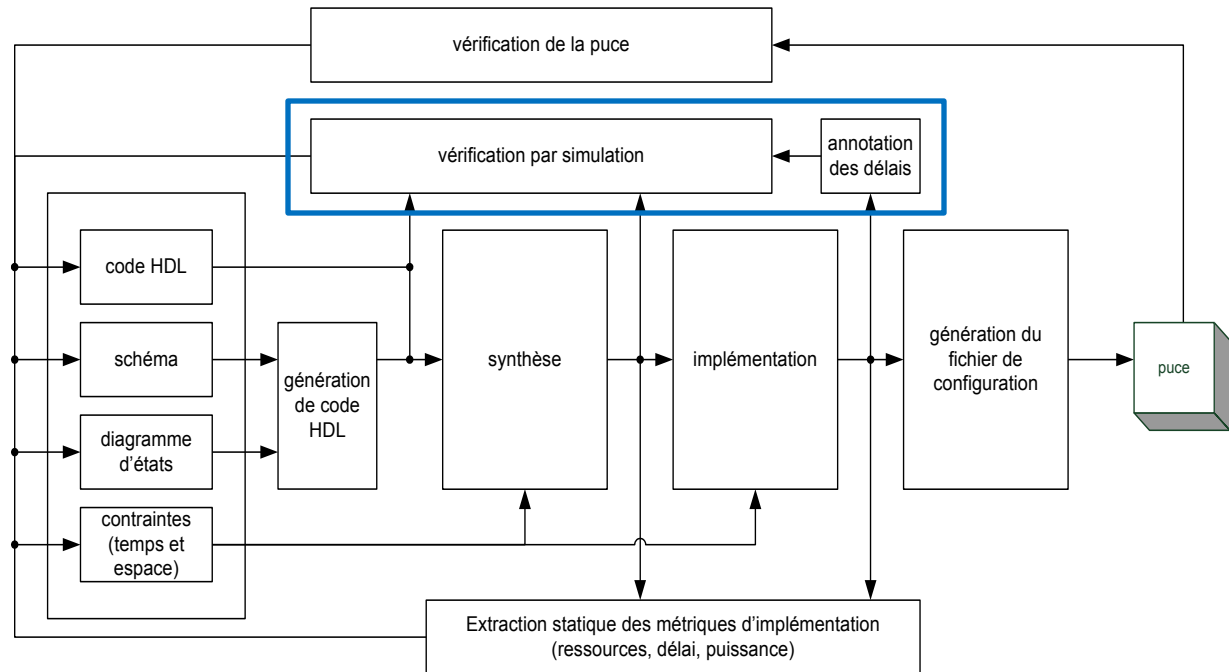 vérification de la puce
vérification par simulation
annotation
des délais
code HDL
schéma
diagramme
d'états
contraintes
(temps et
espace)
génération
de code
HDL
synthèse
implémentation
génération du
fichier de
configuration
puce
Extraction statique des métriques d'implémentation
(ressources, délai, puissance)